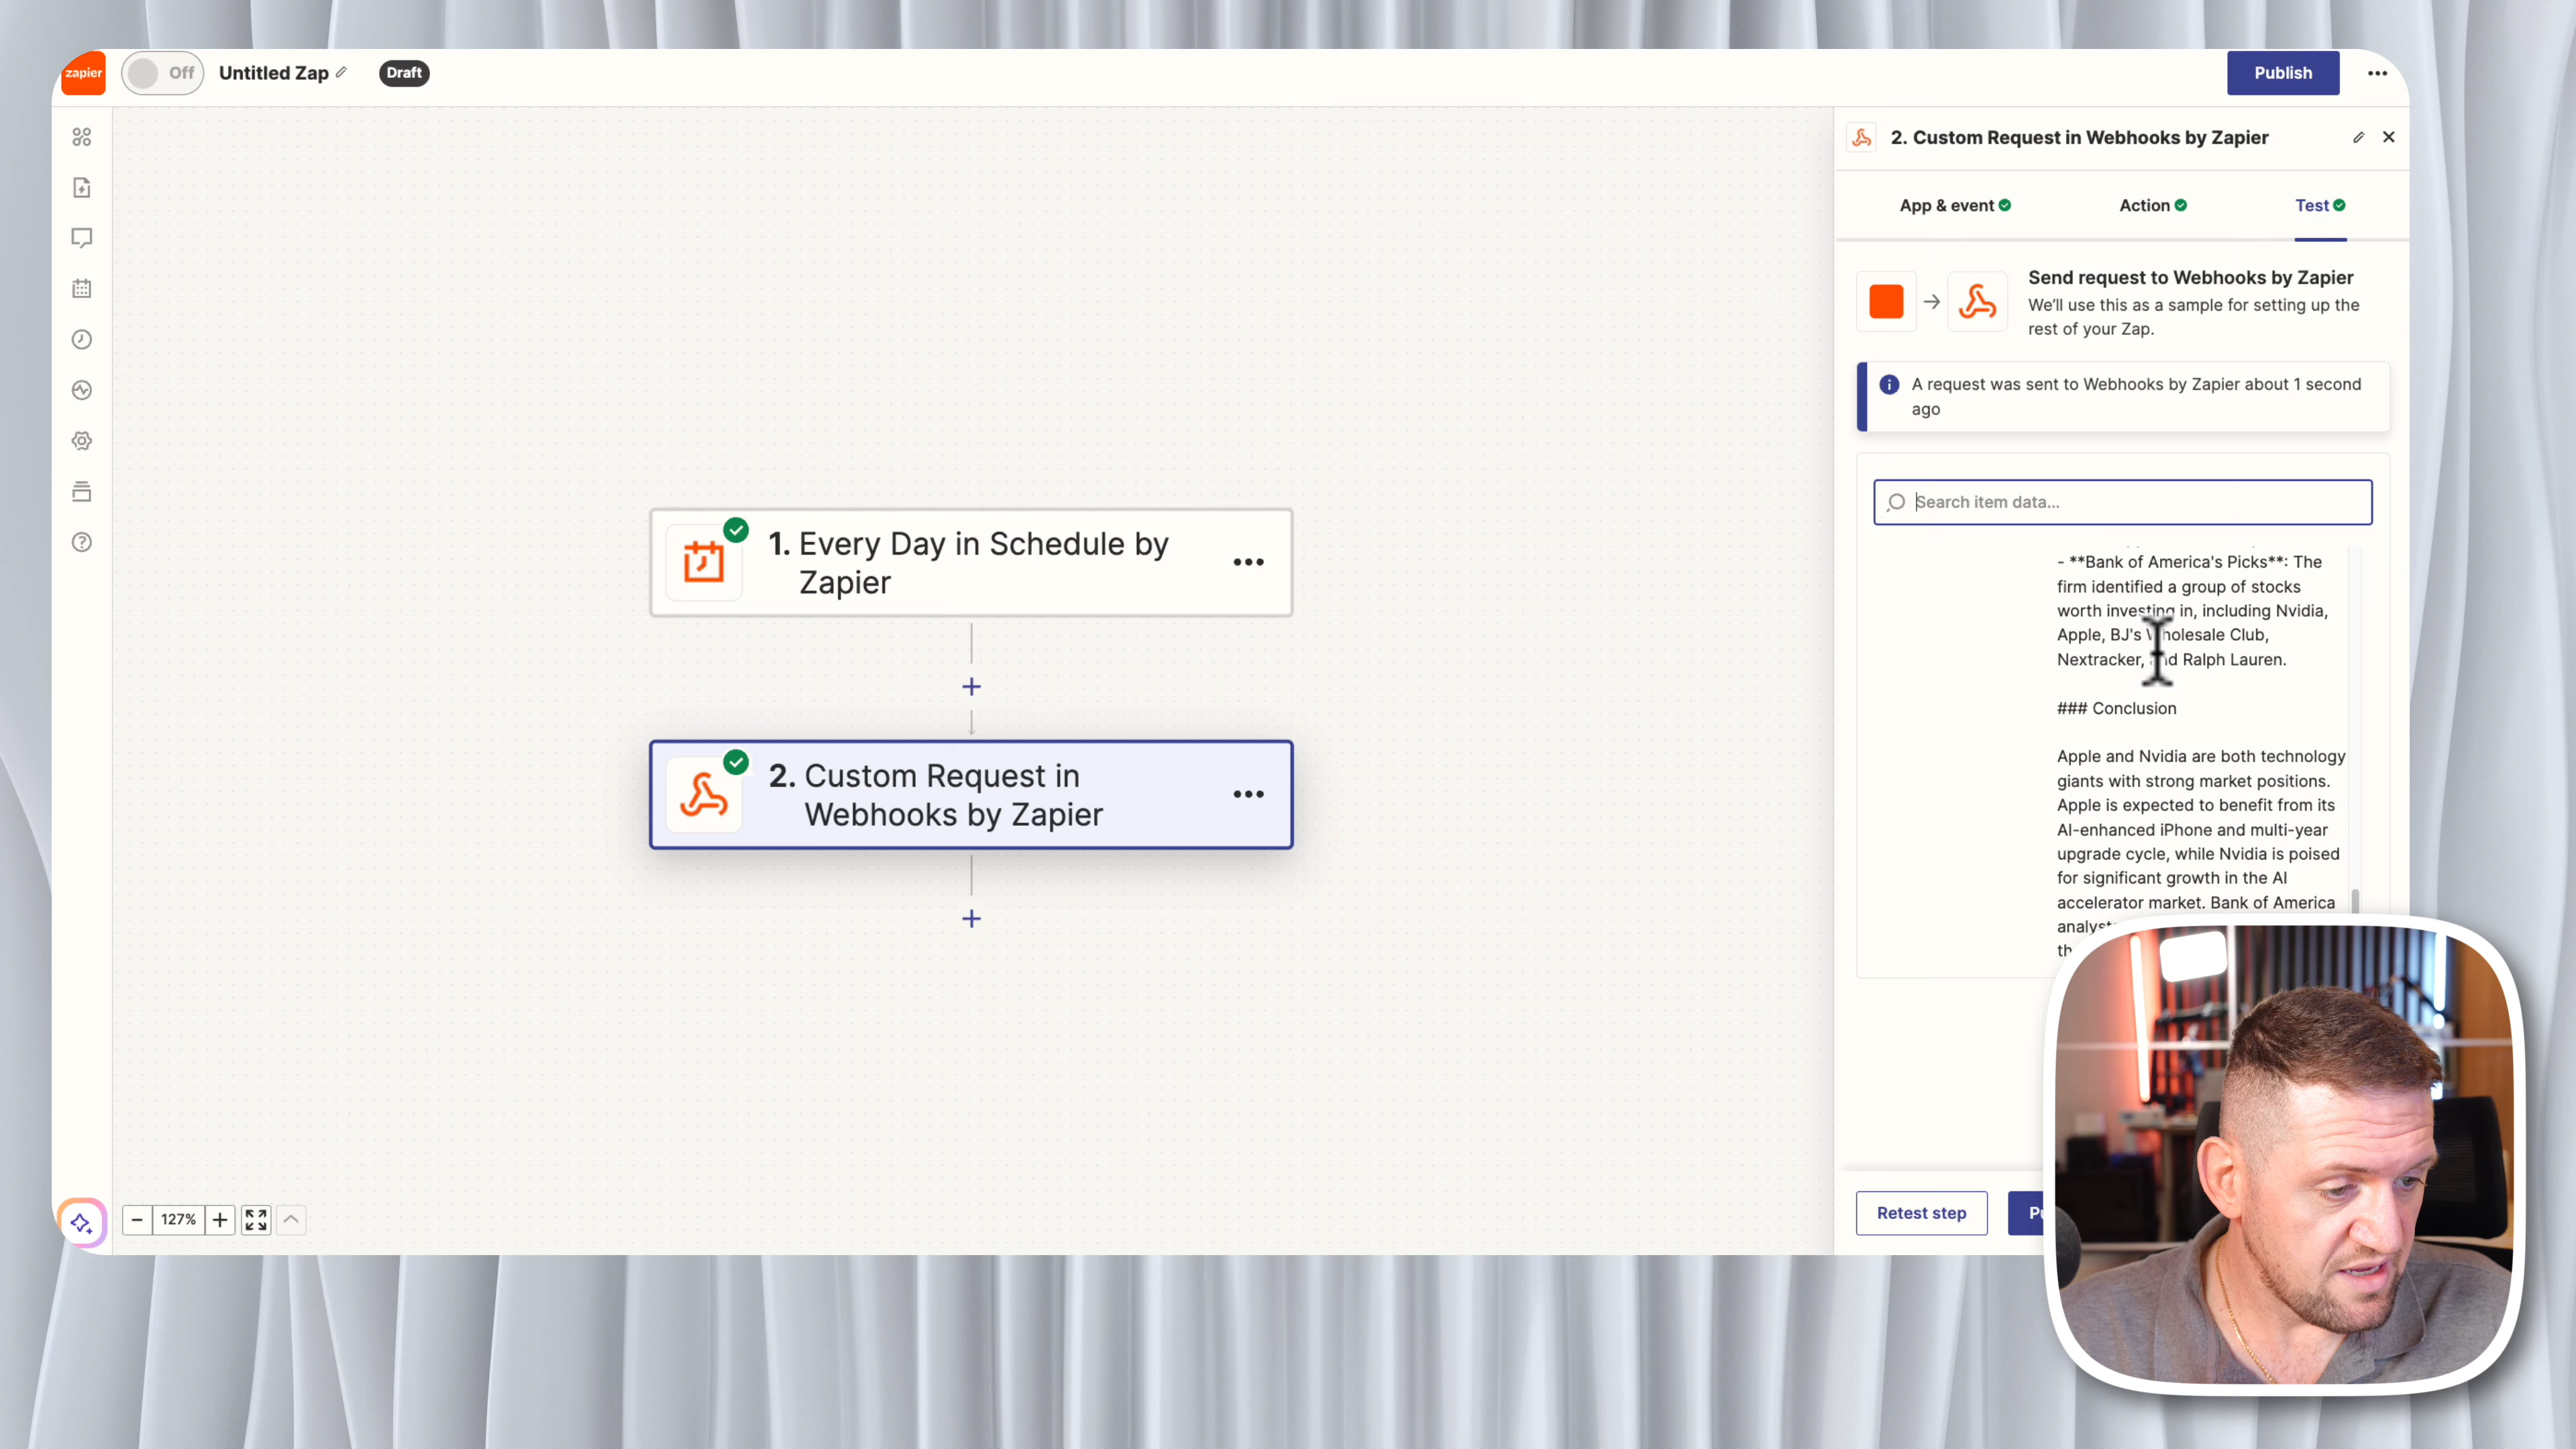 zapier
Off
Untitled Zap
Draft
Publish
2. Custom Request in Webhooks by Zapier
App & event
Action
Test
Send request to Webhooks by Zapier
We'll use this as a sample for setting up the
rest of your Zap.
A request was sent to Webhooks by Zapier about 1 second
ago
Search item data...
- **Bank of America's Picks**: The
firm identified a group of stocks
worth investing in, including Nvidia,
Apple, BJ's Wholesale Club,
Nextracker, and Ralph Lauren.
### Conclusion
Apple and Nvidia are both technology
giants with strong market positions.
Apple is expected to benefit from its
AI-enhanced iPhone and multi-year
upgrade cycle, while Nvidia is poised
for significant growth in the AI
accelerator market. Bank of America
1. Every Day in Schedule by
Zapier
2. Custom Request in
Webhooks by Zapier
127%
Retest step